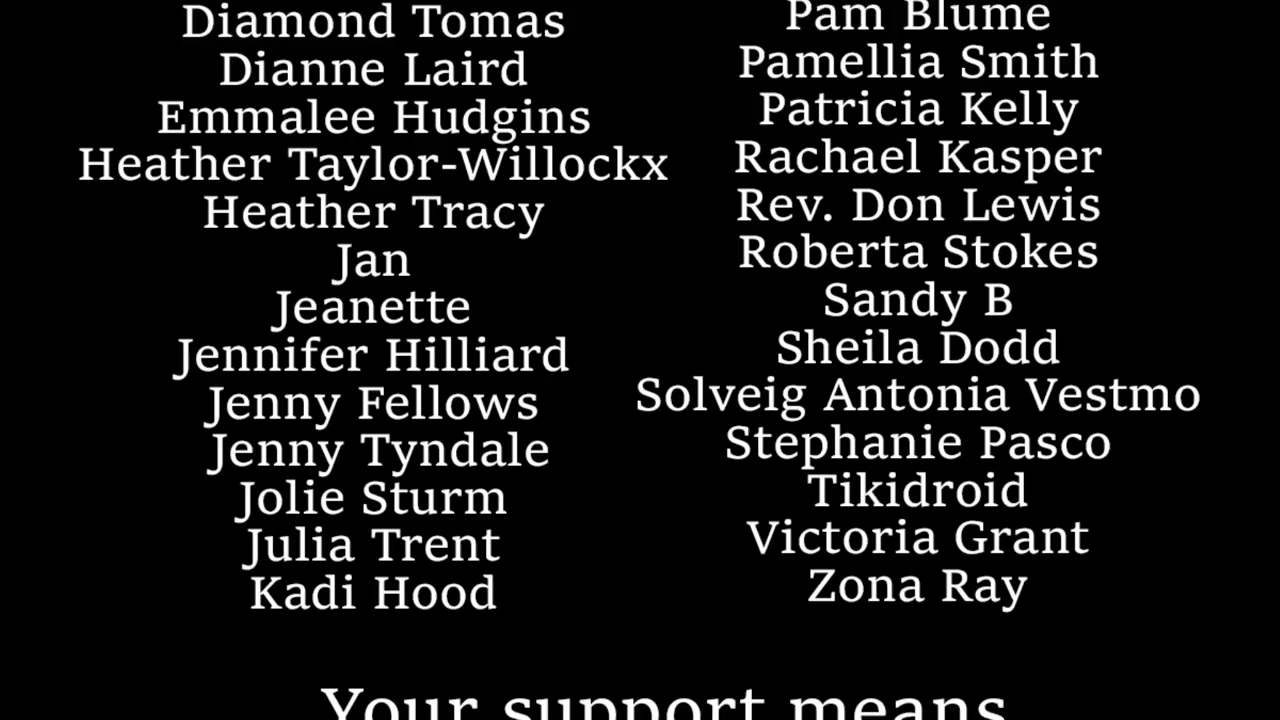 Diamond Tomas
Dianne Laird
Emmalee Hudgins
Heather Taylor-Willockx
Heather Tracy
Jan
Jeanette
Jennifer Hilliard
Jenny Fellows
Jenny Tyndale
Jolie Sturm
Julia Trent
Kadi Hood
Pam Blume
Pamellia Smith
Patricia Kelly
Rachael Kasper
Rev. Don Lewis
Roberta Stokes
Sandy B
Sheila Dodd
Solveig Antonia Vestmo
Stephanie Pasco
Tikidroid
Victoria Grant
Zona Ray
Your support means